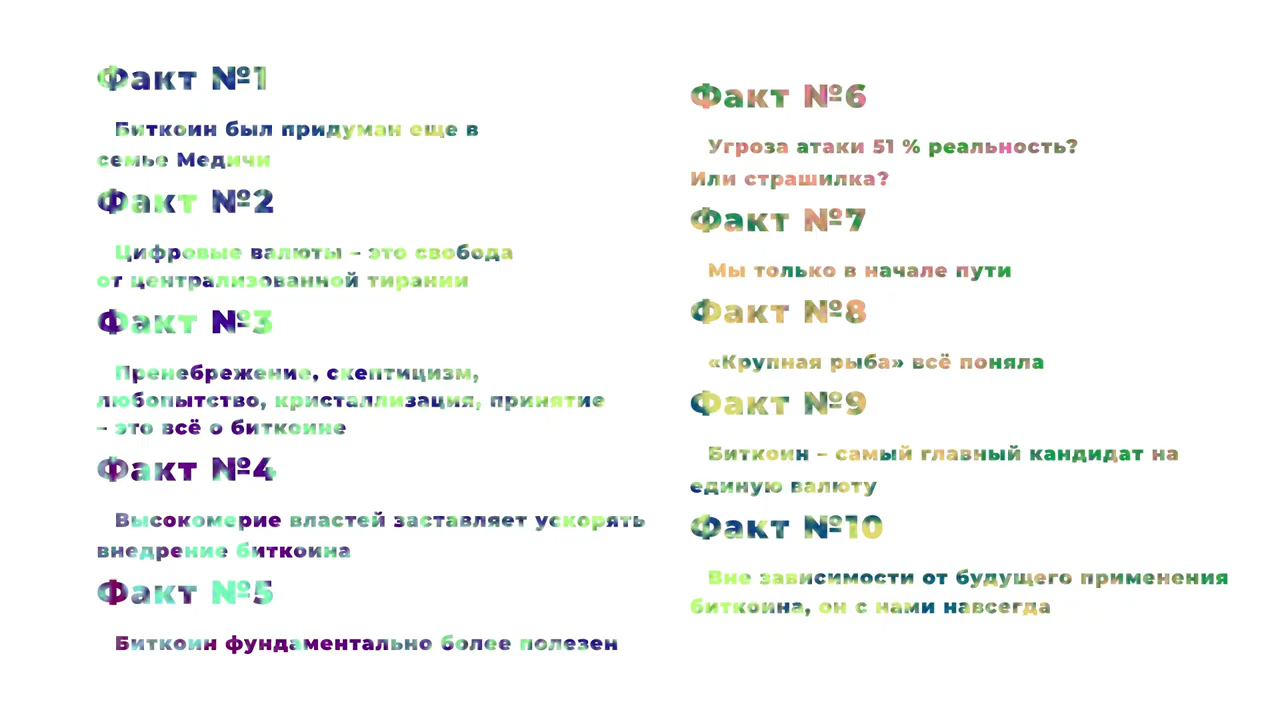 Факт №1
Биткоин был придуман еще в
семье Медичи
Факт №2
Цифровые валюты – это свобода
от централизованной тирании
Факт №3
Пренебрежение, скептицизм,
любопытство, кристаллизация, принятие
– это всё о биткоине
Факт №4
Высокомерие властей заставляет ускорять
внедрение биткоина
Факт №5
Биткоин фундаментально более полезен
Факт №6
Угроза атаки 51 % реальность?
Или страшилка?
Факт №7
Мы только в начале пути
Факт №8
«Крупная рыба» всё поняла
Факт №9
Биткоин – самый главный кандидат на
единую валюту
Факт №10
Вне зависимости от будущего применения
биткоина, он с нами навсегда